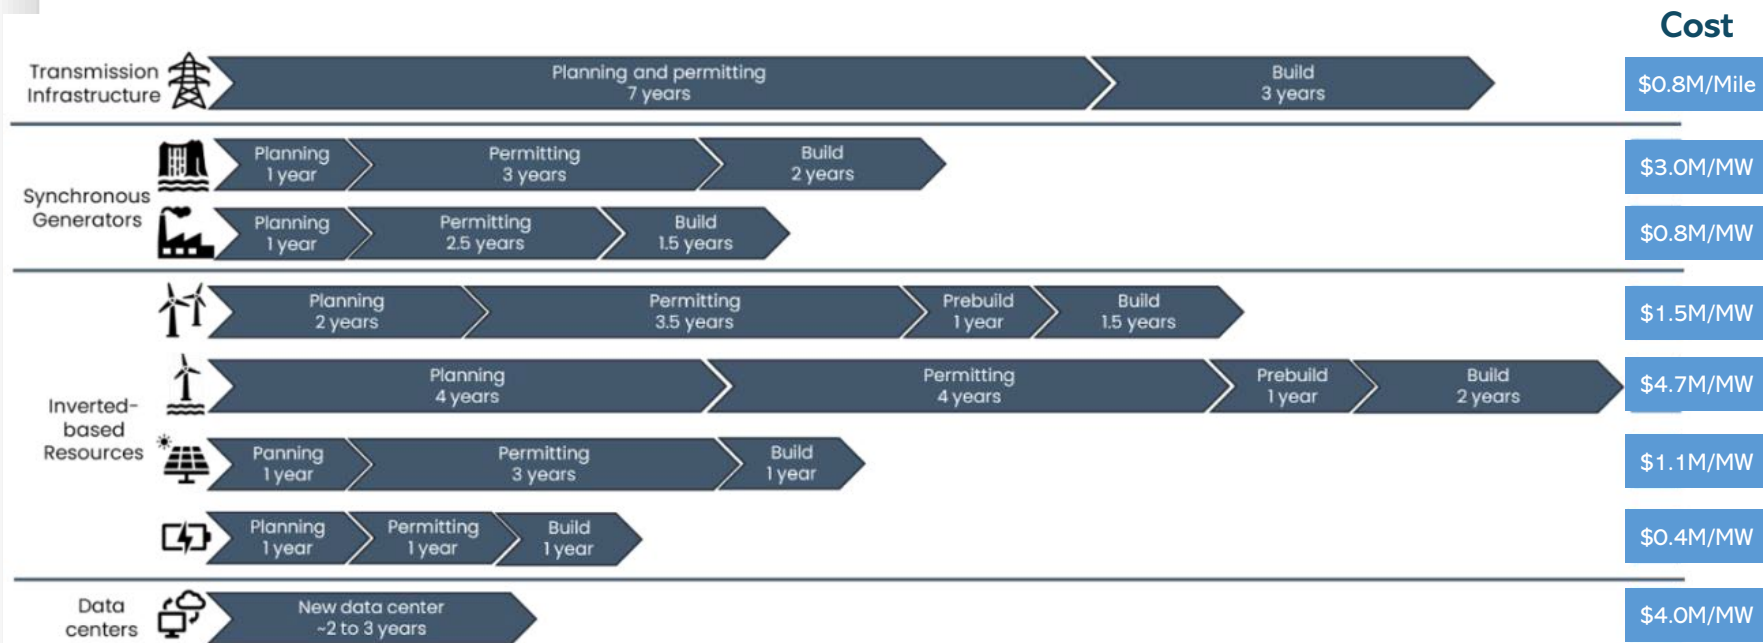 Cost
Transmission
Infrastructure
Planning and permitting
7 years
Build
3 years
$0.8M/Mile
Synchronous
Generators
Planning
1 year
Permitting
3 years
Build
2 years
$3.0M/MW
Planning
1 year
Permitting
2.5 years
Build
1.5 years
$0.8M/MW
Inverted-
based
Resources
Planning
2 years
Permitting
3.5 years
Prebuild
1 year
Build
1.5 years
$1.5M/MW
Planning
4 years
Permitting
4 years
Prebuild
1 year
Build
2 years
$4.7M/MW
Panning
1 year
Permitting
3 years
Build
1 year
$1.1M/MW
Planning
1 year
Permitting
1 year
Build
1 year
$0.4M/MW
Data
centers
New data center
~2 to 3 years
$4.0M/MW